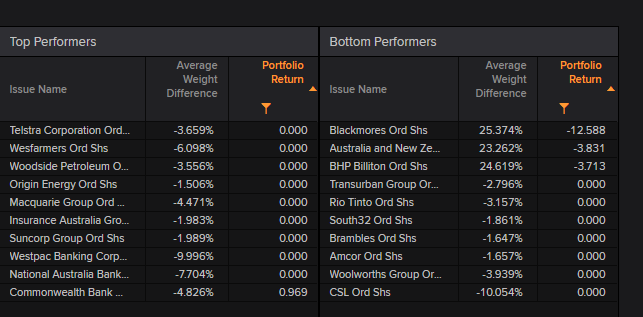 Top Performers
Bottom Performers
Issue Name Average Weight Difference Portfolio Return
Issue Name Average Weight Difference Portfolio Return
Telstra Corporation Ord... -3.659% 0.000
Blackmores Ord Shs 25.374% -12.588
Wesfarmers Ord Shs -6.098% 0.000
Australia and New Ze... 23.262% -3.831
Woodside Petroleum O... -3.556% 0.000
BHP Billiton Ord Shs 24.619% -3.713
Origin Energy Ord Shs -1.506% 0.000
Transurban Group Or... -2.796% 0.000
Macquarie Group Ord ... -4.471% 0.000
Rio Tinto Ord Shs -3.157% 0.000
Insurance Australia Gro... -1.983% 0.000
South32 Ord Shs -1.861% 0.000
Suncorp Group Ord Shs -1.989% 0.000
Brambles Ord Shs -1.647% 0.000
Westpac Banking Corp... -9.996% 0.000
Amcor Ord Shs -1.657% 0.000
National Australia Bank... -7.704% 0.000
Woolworths Group Or... -3.939% 0.000
Commonwealth Bank ... -4.826% 0.969
CSL Ord Shs -10.054% 0.000